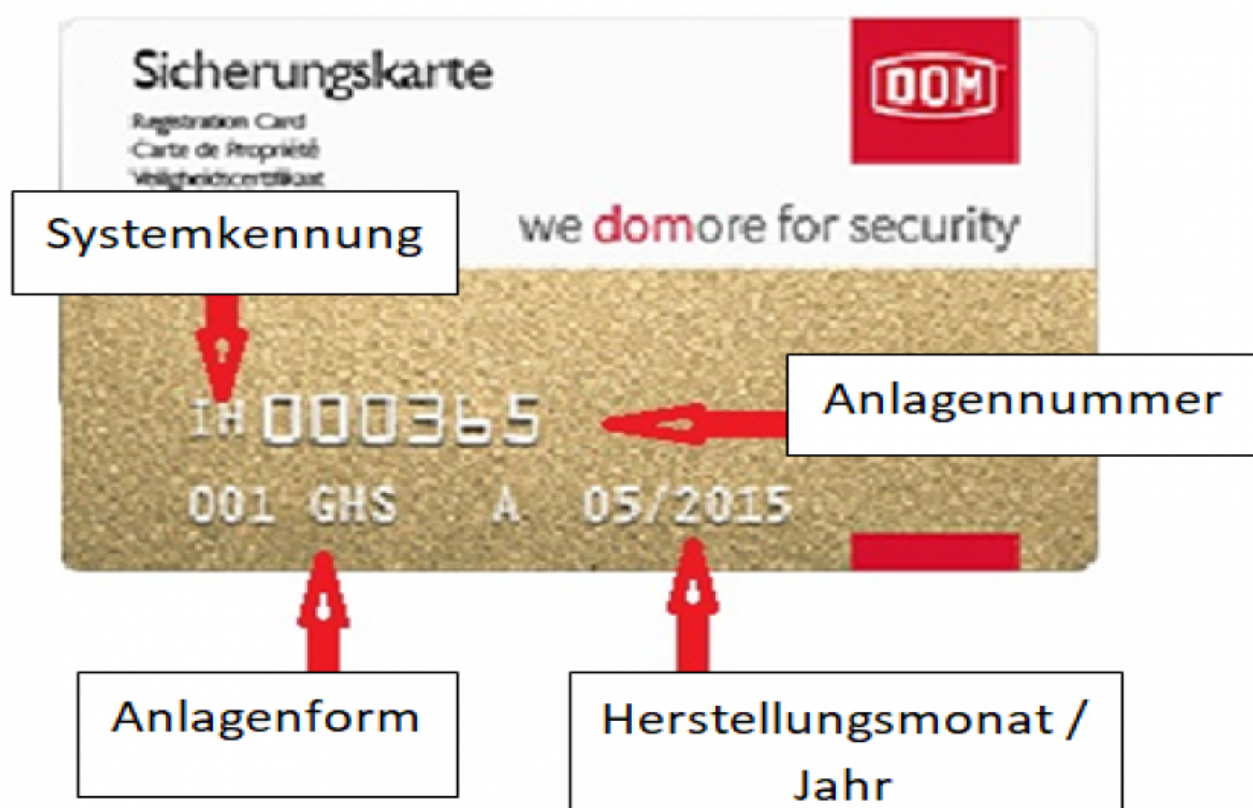 Sicherungskarte
DOM
Registration Card
Carte de Propriété
Veiligheidscertifikaat
we domore for security
Systemkennung
Anlagennummer
IH 000365
001 GHS A 05/2015
Anlagenform
Herstellungsmonat /
Jahr